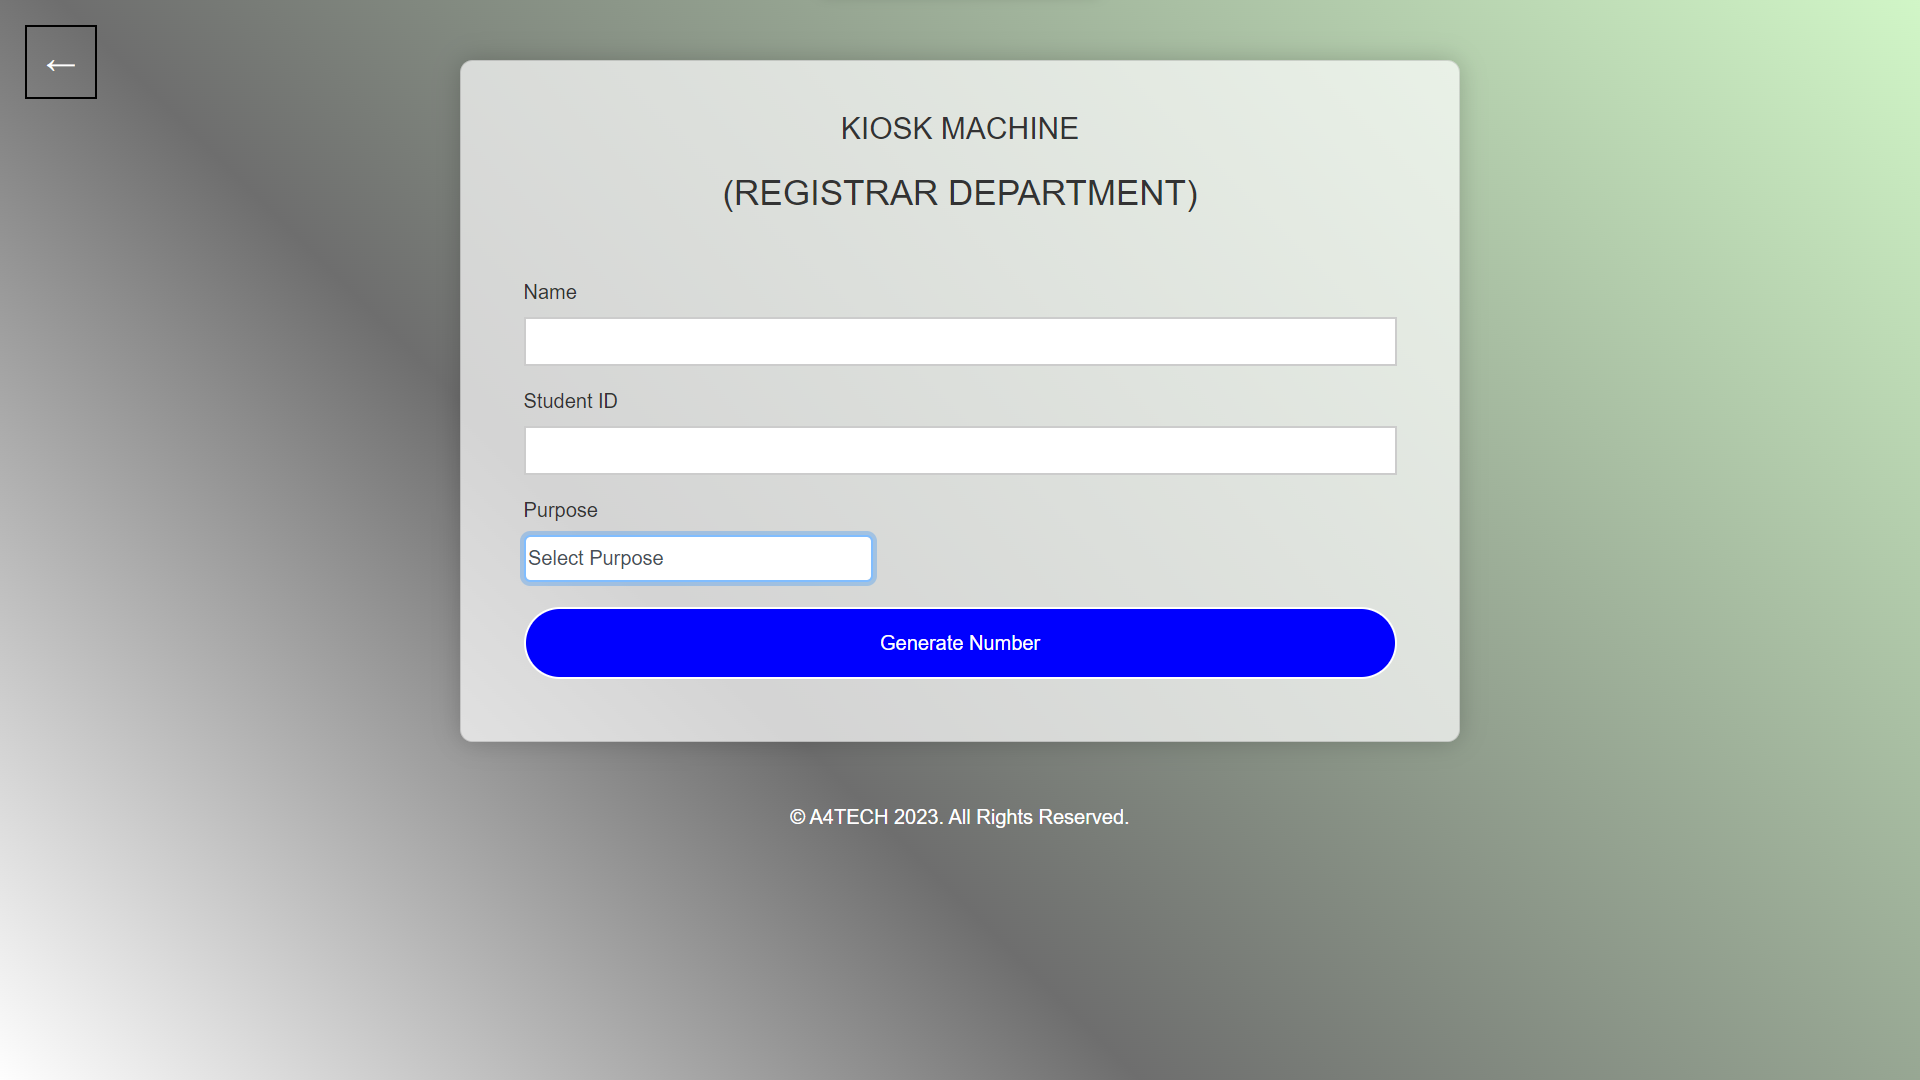 ←
KIOSK MACHINE
(REGISTRAR DEPARTMENT)
Name
Student ID
Purpose
Select Purpose
Generate Number
© A4TECH 2023. All Rights Reserved.